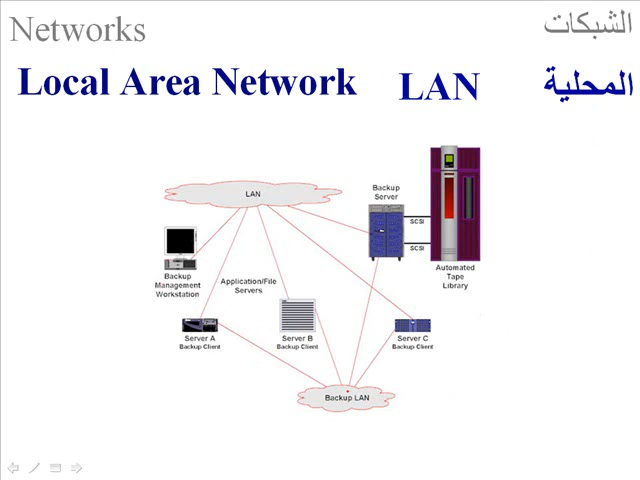 Networks الشبكات
Local Area Network LAN المحلية
LAN
Backup
Server
SCSI
SCSI
Automated
Tape
Library
Backup
Management
Workstation
Application/File
Servers
Server A
Backup Client
Server B
Backup Client
Server C
Backup Client
Backup LAN